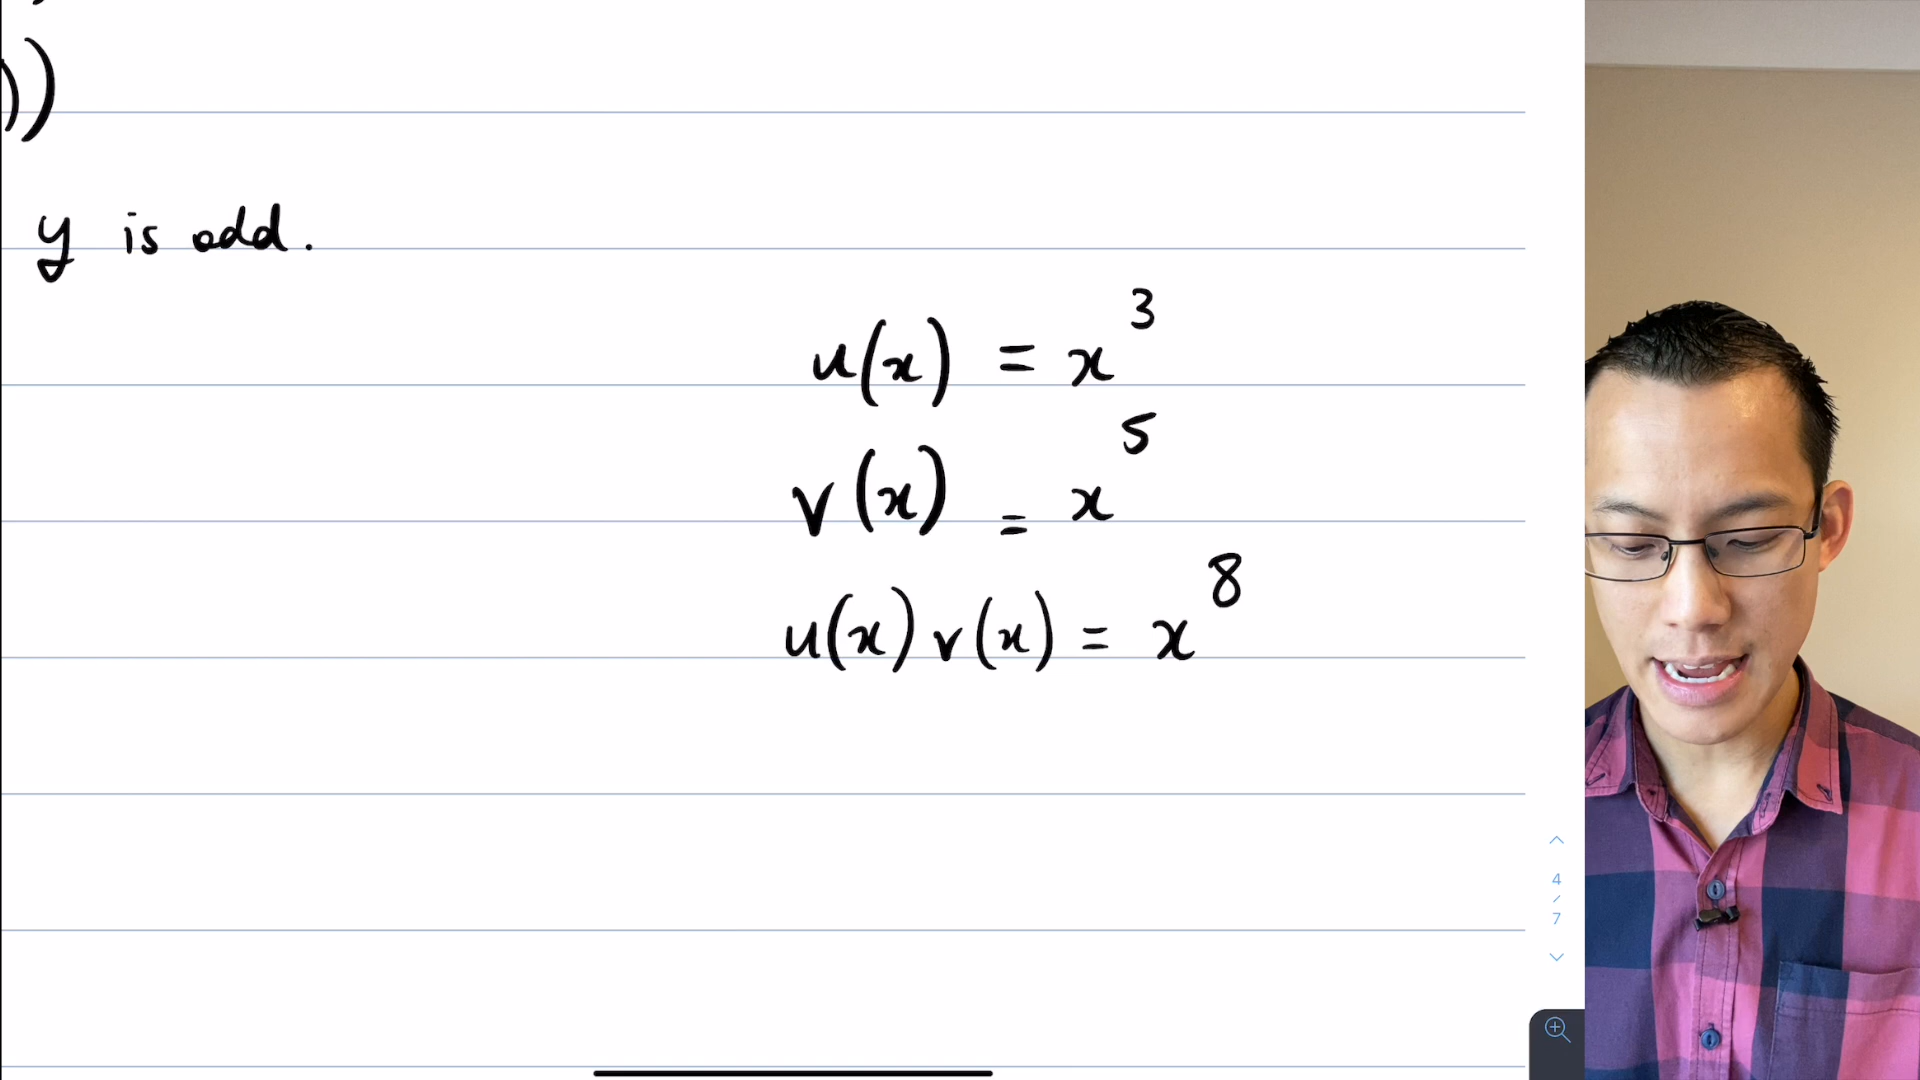 ))
y is odd.
u(x) = x³
v(x) = x⁵
u(x) v(x) = x⁸
4
/
7